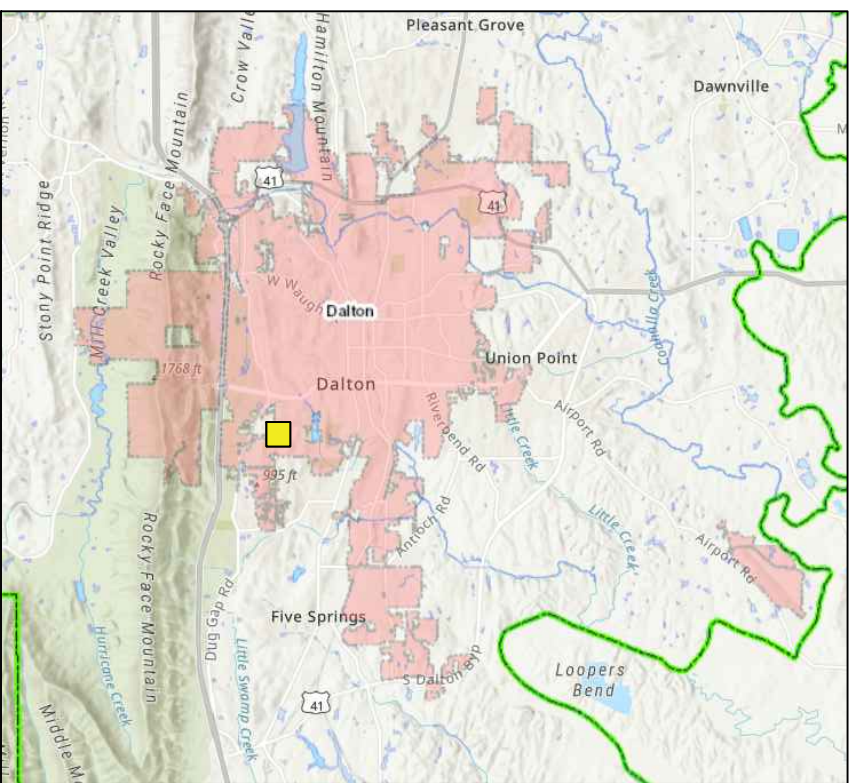 Pleasant Grove
Crow Valle
Hamilton Mountain
Dawnville
41
41
Rocky Face Mountain
Stony Point Ridge
Mill Creek Valley
W Waugh
Dalton
Coahulla Creek
Union Point
1768 ft
Dalton
Riverbend Rd
ittle Creek
Airport Rd
995 ft
Antioch Rd
Little Creek
Airport Rd
Rocky Face Mountain
Dug Gap Rd
Five Springs
Hurricane Creek
Little Swamp Creek
S Dalton Byp
Loopers
Bend
41
Middle Mo